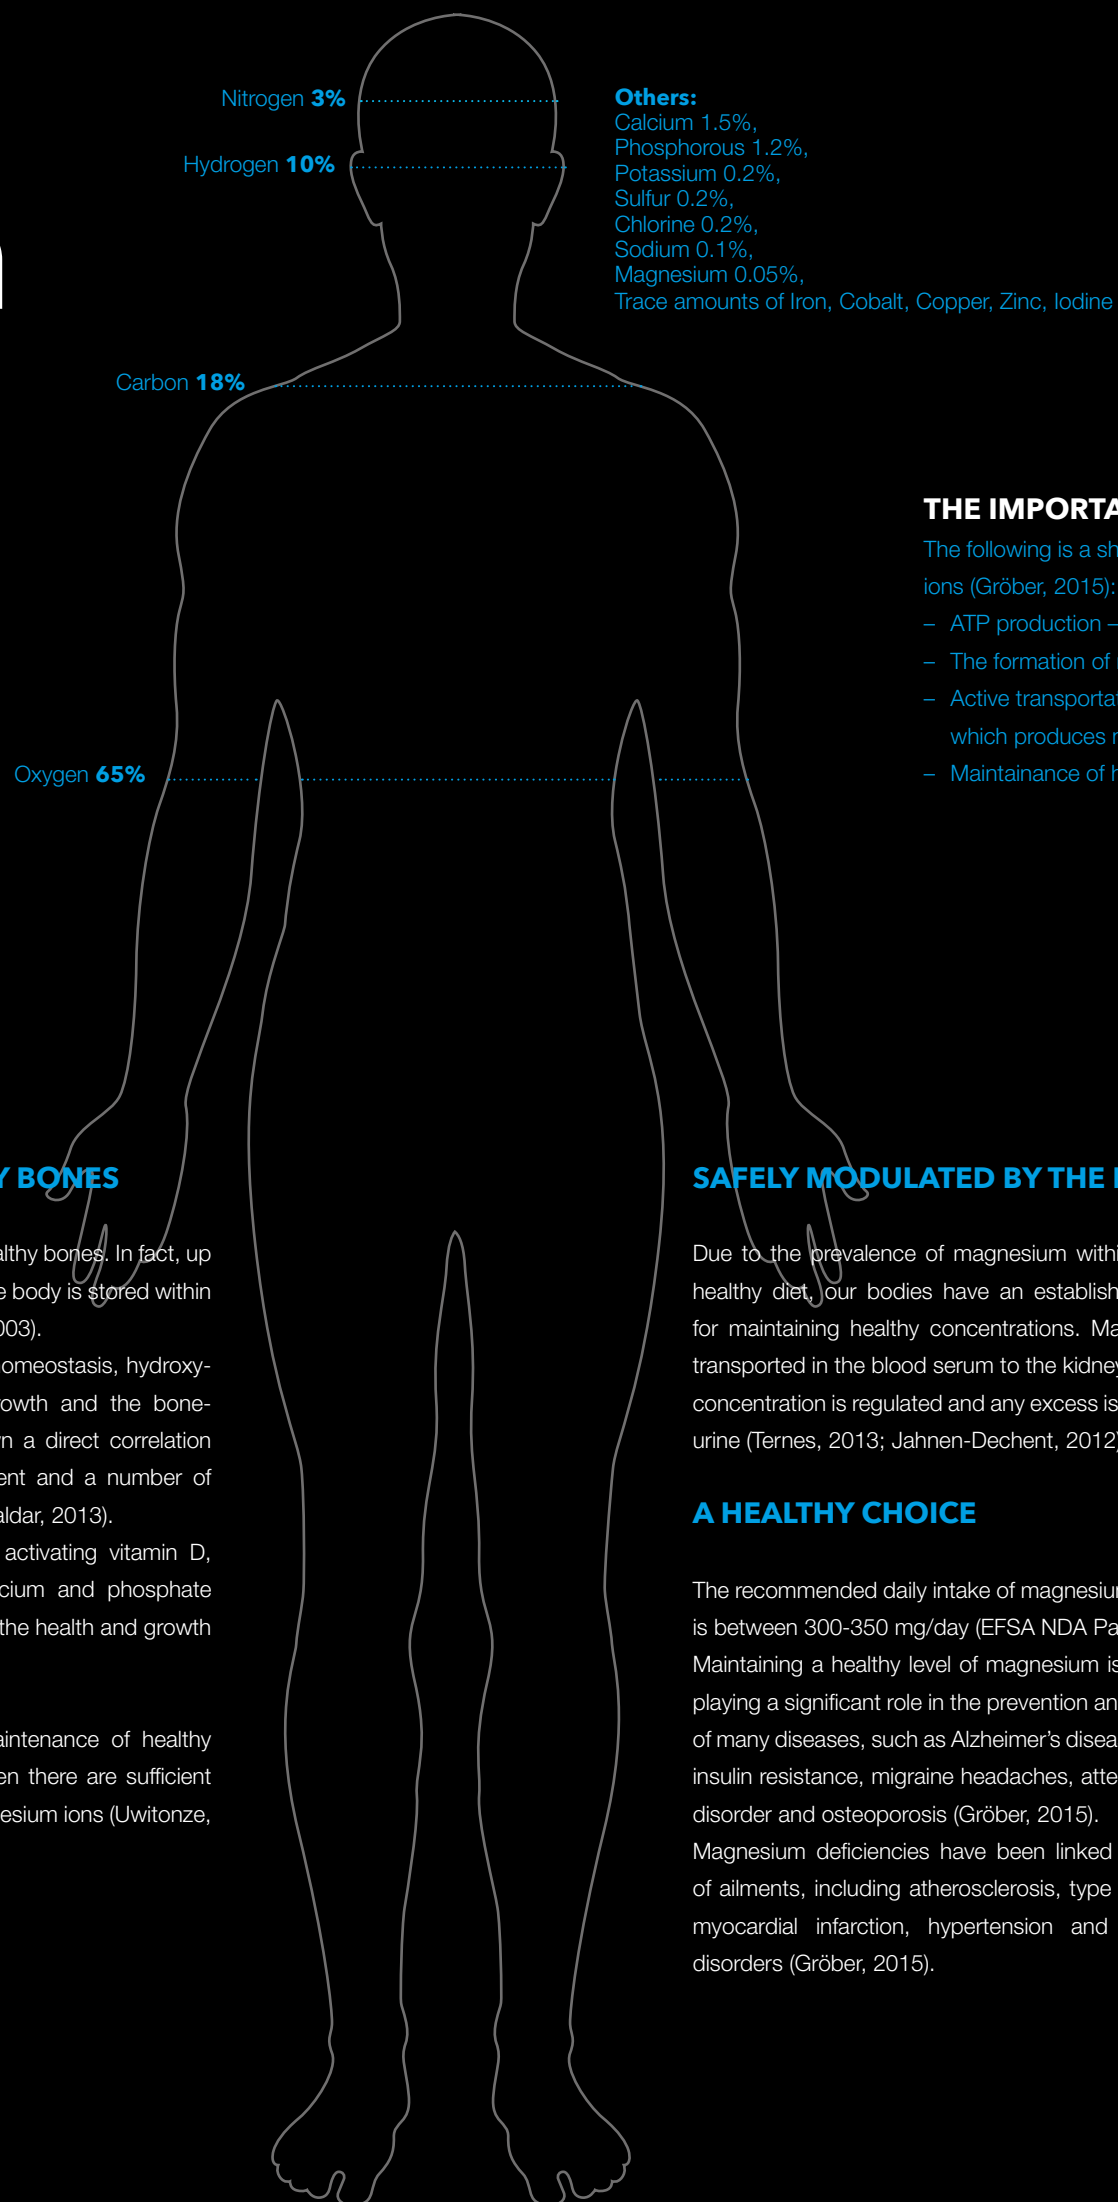 Nitrogen 3%
Hydrogen 10%
Carbon 18%
Oxygen 65%
Others:
Calcium 1.5%,
Phosphorous 1.2%,
Potassium 0.2%,
Sulfur 0.2%,
Chlorine 0.2%,
Sodium 0.1%,
Magnesium 0.05%,
Trace amounts of Iron, Cobalt, Copper, Zinc, Iodine
THE IMPORTA
The following is a sh
ions (Gröber, 2015):
– ATP production –
– The formation of
– Active transporta
which produces
– Maintainance of h
Y BONES
althy bones. In fact, up
e body is stored within
003).
omeostasis, hydroxy-
owth and the bone-
n a direct correlation
ent and a number of
aldar, 2013).
activating vitamin D,
cium and phosphate
the health and growth
aintenance of healthy
en there are sufficient
nesium ions (Uwitonze,
SAFELY MODULATED BY THE
Due to the prevalence of magnesium withi
healthy diet, our bodies have an establish
for maintaining healthy concentrations. Ma
transported in the blood serum to the kidney
concentration is regulated and any excess is
urine (Ternes, 2013; Jahnen-Dechent, 2012)
A HEALTHY CHOICE
The recommended daily intake of magnesium
is between 300-350 mg/day (EFSA NDA Pa
Maintaining a healthy level of magnesium is
playing a significant role in the prevention an
of many diseases, such as Alzheimer’s disea
insulin resistance, migraine headaches, atte
disorder and osteoporosis (Gröber, 2015).
Magnesium deficiencies have been linked
of ailments, including atherosclerosis, type
myocardial infarction, hypertension and
disorders (Gröber, 2015).